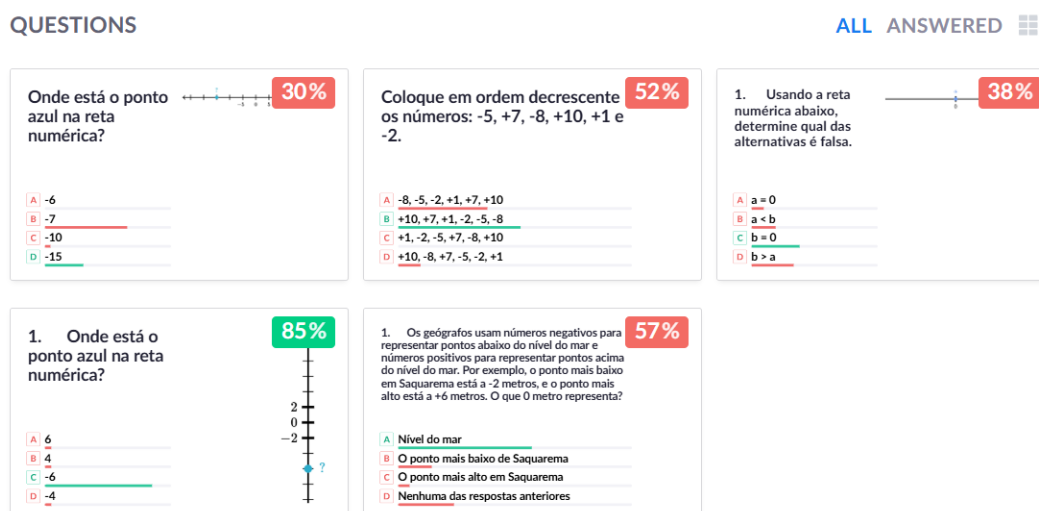 QUESTIONS
ALL ANSWERED
Onde está o ponto
azul na reta
numérica?
-5 0 5
30%
A -6
B -7
C -10
D -15
Coloque em ordem decrescente
os números: -5, +7, -8, +10, +1 e
-2.
52%
A -8, -5, -2, +1, +7, +10
B +10, +7, +1, -2, -5, -8
C +1, -2, -5, +7, -8, +10
D +10, -8, +7, -5, -2, +1
1. Usando a reta
numérica abaixo,
determine qual das
alternativas é falsa.
38%
A a = 0
B a < b
C b = 0
D b > a
1. Onde está o
ponto azul na reta
numérica?
85%
2
0
−2
?
A 6
B 4
C -6
D -4
1. Os geógrafos usam números negativos para
representar pontos abaixo do nível do mar e
números positivos para representar pontos acima
do nível do mar. Por exemplo, o ponto mais baixo
em Saquarema está a -2 metros, e o ponto mais
alto está a +6 metros. O que 0 metro representa?
57%
A Nível do mar
B O ponto mais baixo de Saquarema
C O ponto mais alto em Saquarema
D Nenhuma das respostas anteriores